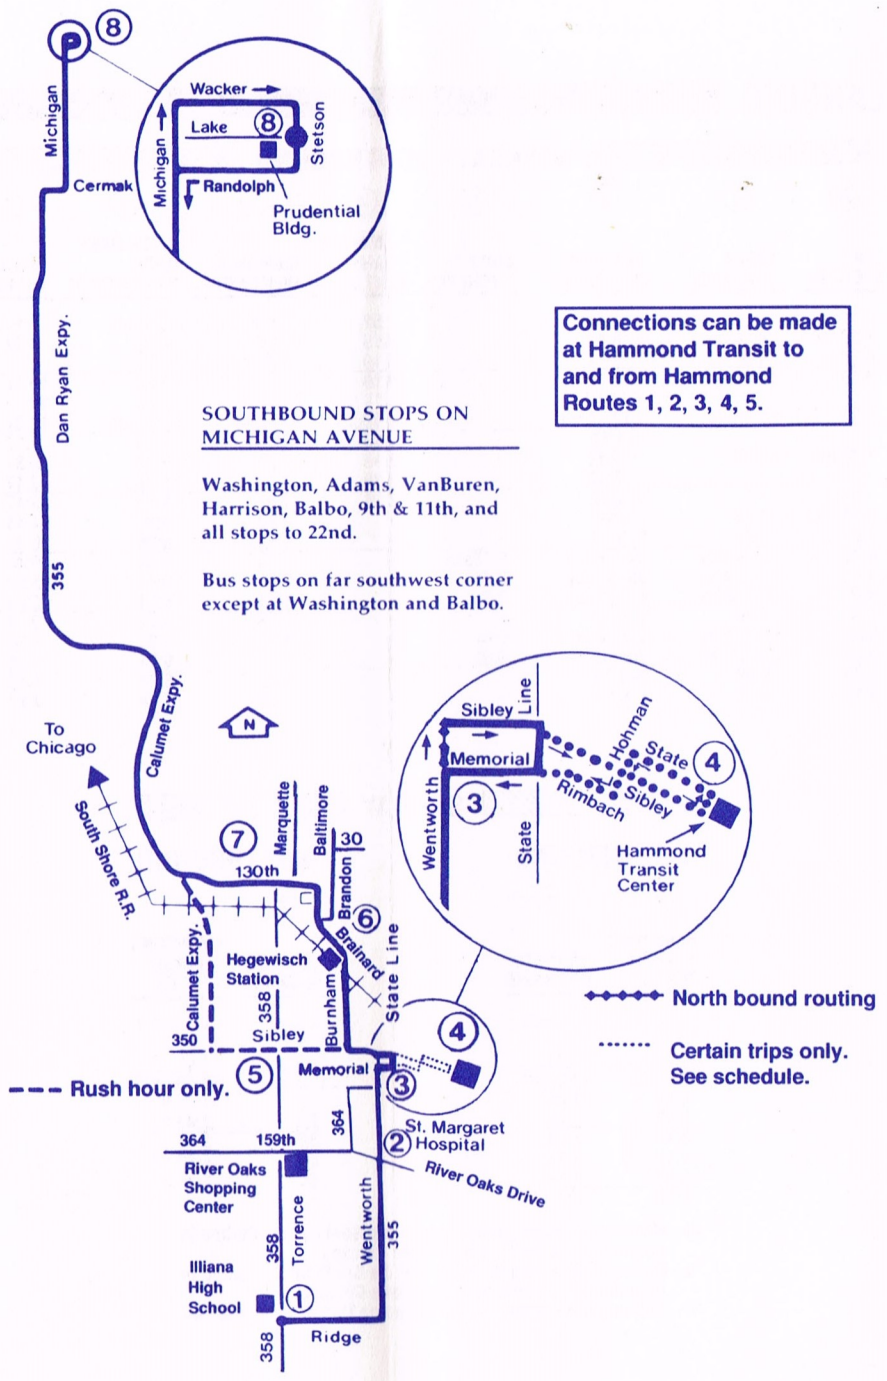 8
Michigan
Cermak
Wacker
Lake
8
Stetson
Michigan
Randolph
Prudential
Bldg.
Dan Ryan Expy.
Connections can be made
at Hammond Transit to
and from Hammond
Routes 1, 2, 3, 4, 5.
SOUTHBOUND STOPS ON
MICHIGAN AVENUE
Washington, Adams, VanBuren,
Harrison, Balbo, 9th & 11th, and
all stops to 22nd.
Bus stops on far southwest corner
except at Washington and Balbo.
355
Calumet Expy.
N
To
Chicago
South Shore R.R.
Sibley
Line
Memorial
Hohman
State
4
3
Rimbach
Sibley
Wentworth
State
Hammond
Transit
Center
7
Marquette
Baltimore
30
130th
Brandon
6
Brainard
State Line
Calumet Expy.
Hegewisch
Station
358
Burnham
350
Sibley
4
North bound routing
Certain trips only.
See schedule.
5
Memorial
3
Rush hour only.
364
St. Margaret
Hospital
2
364
159th
River Oaks Drive
River Oaks
Shopping
Center
358
Torrence
Wentworth
355
Illiana
High
School
1
358
Ridge